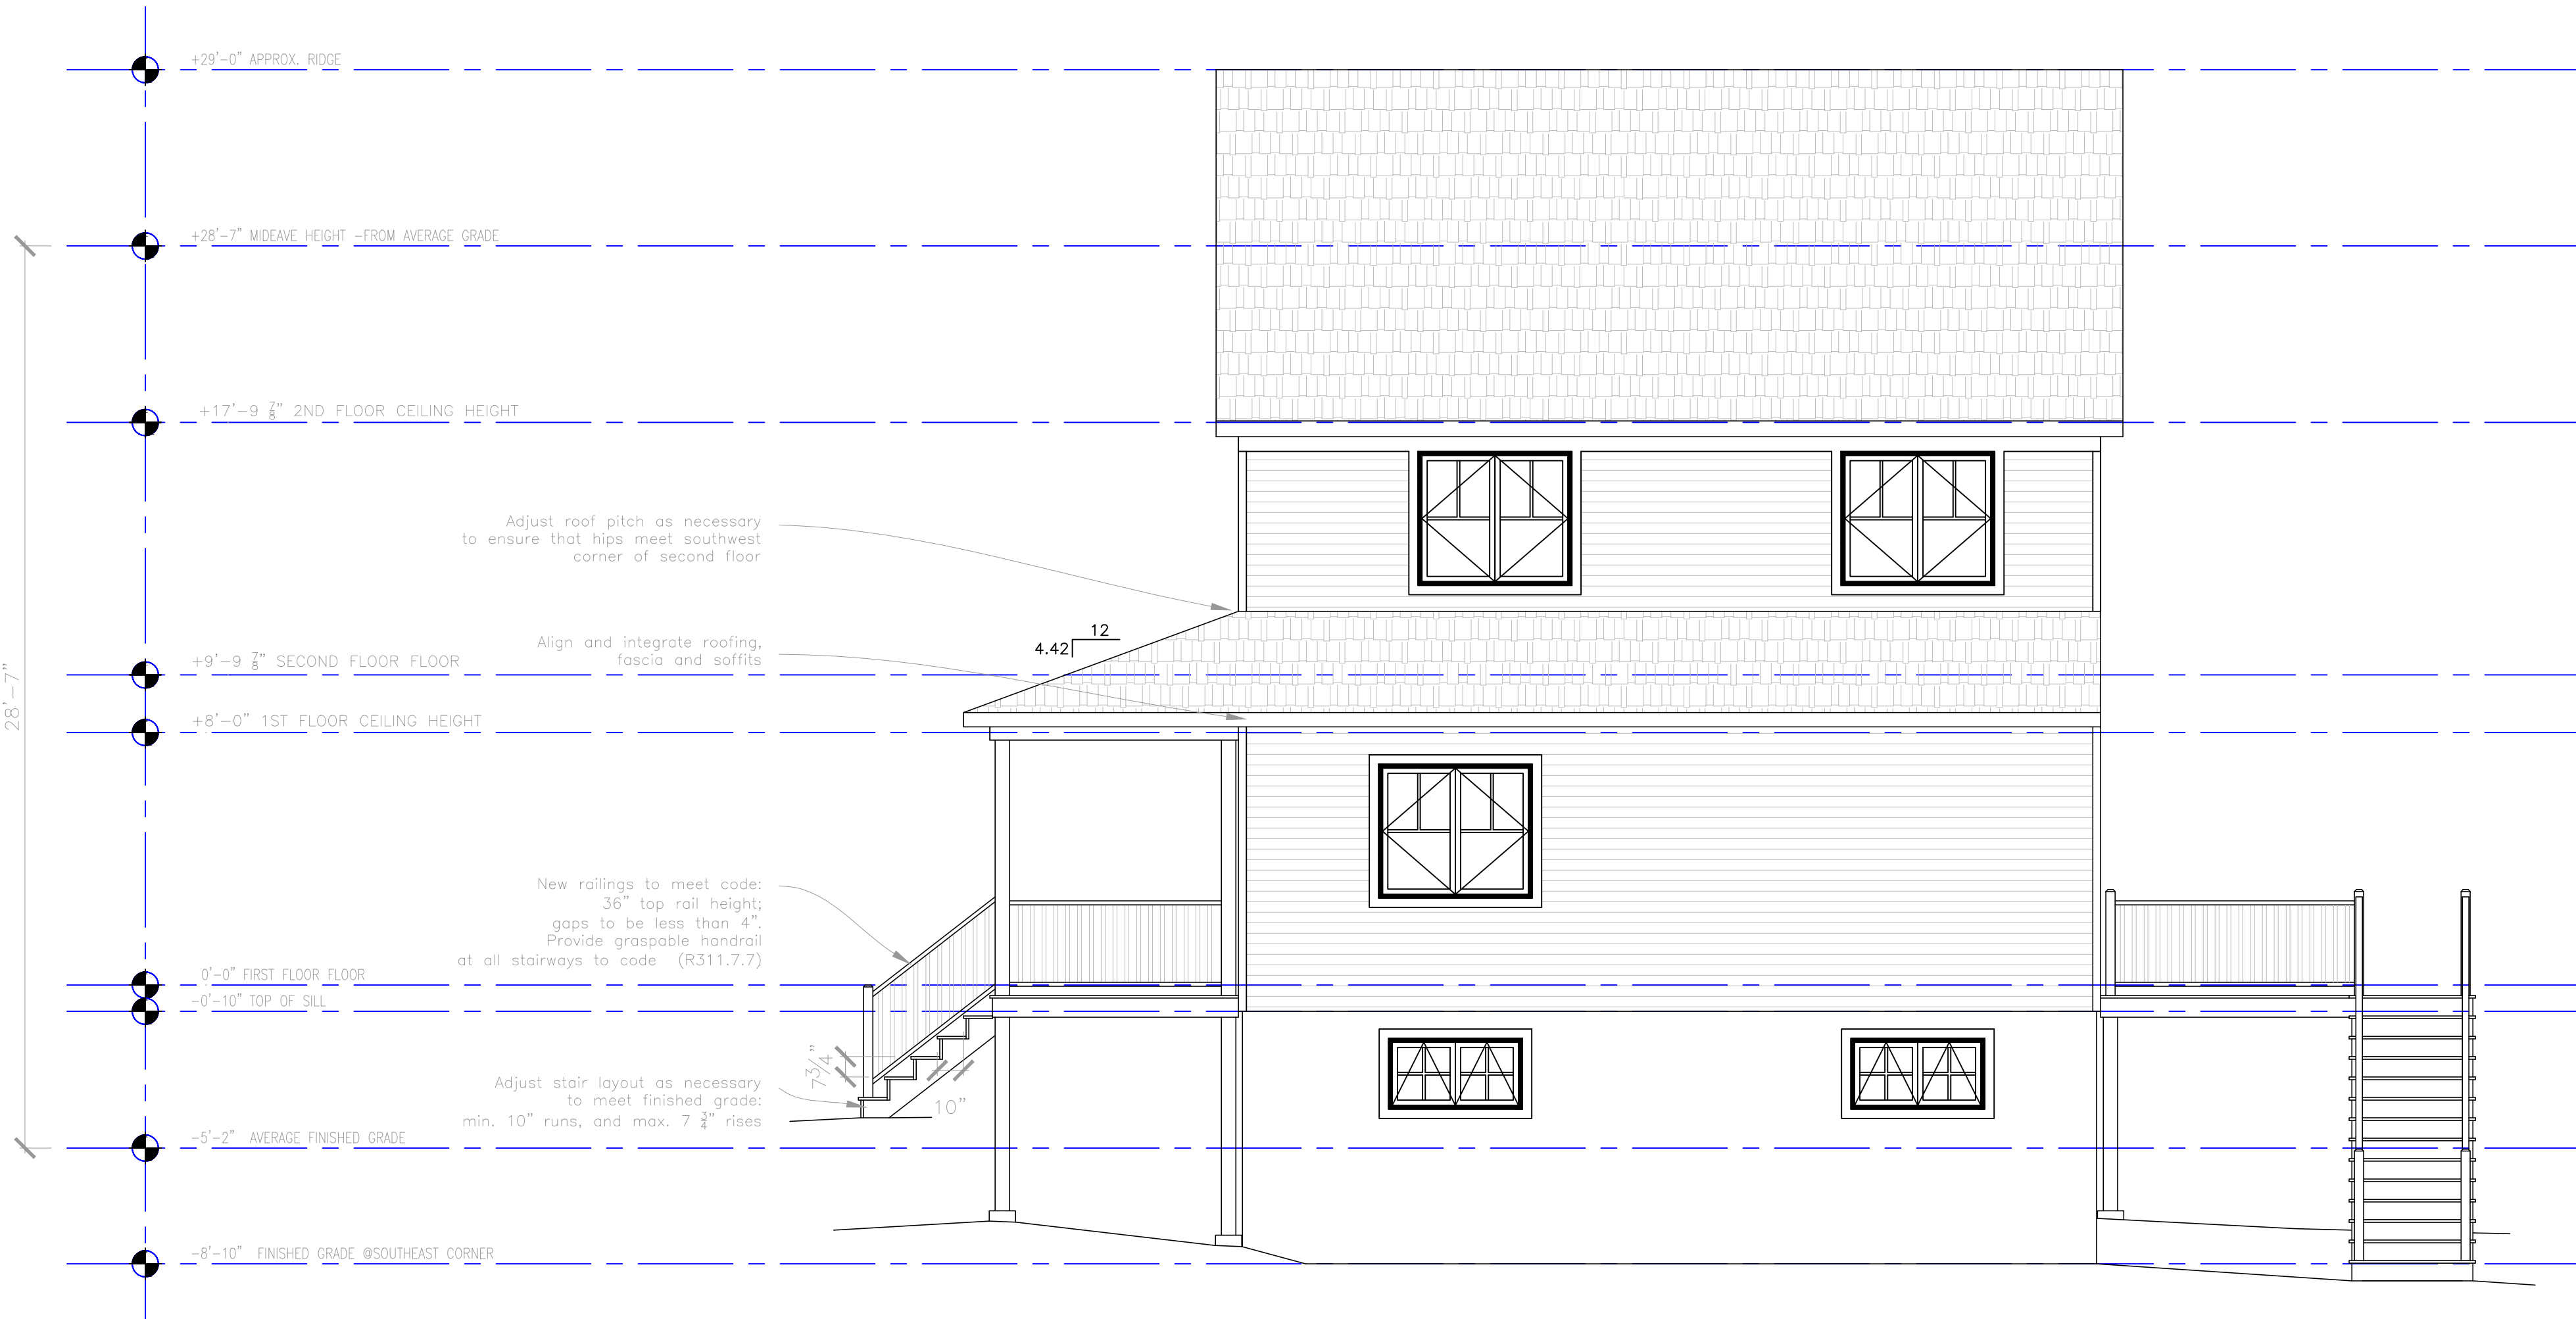 +29'-0" APPROX. RIDGE
+28'-7" MIDEAVE HEIGHT -FROM AVERAGE GRADE
+17'-9 7/8" 2ND FLOOR CEILING HEIGHT
Adjust roof pitch as necessary
to ensure that hips meet southwest
corner of second floor
12
4.42
Align and integrate roofing,
fascia and soffits
+9'-9 7/8" SECOND FLOOR FLOOR
28'-7"
+8'-0" 1ST FLOOR CEILING HEIGHT
New railings to meet code:
36" top rail height;
gaps to be less than 4".
Provide graspable handrail
at all stairways to code (R311.7.7)
0'-0" FIRST FLOOR FLOOR
-0'-10" TOP OF SILL
7 3/4"
10"
Adjust stair layout as necessary
to meet finished grade:
min. 10" runs, and max. 7 3/4" rises
-5'-2" AVERAGE FINISHED GRADE
-8'-10" FINISHED GRADE @SOUTHEAST CORNER